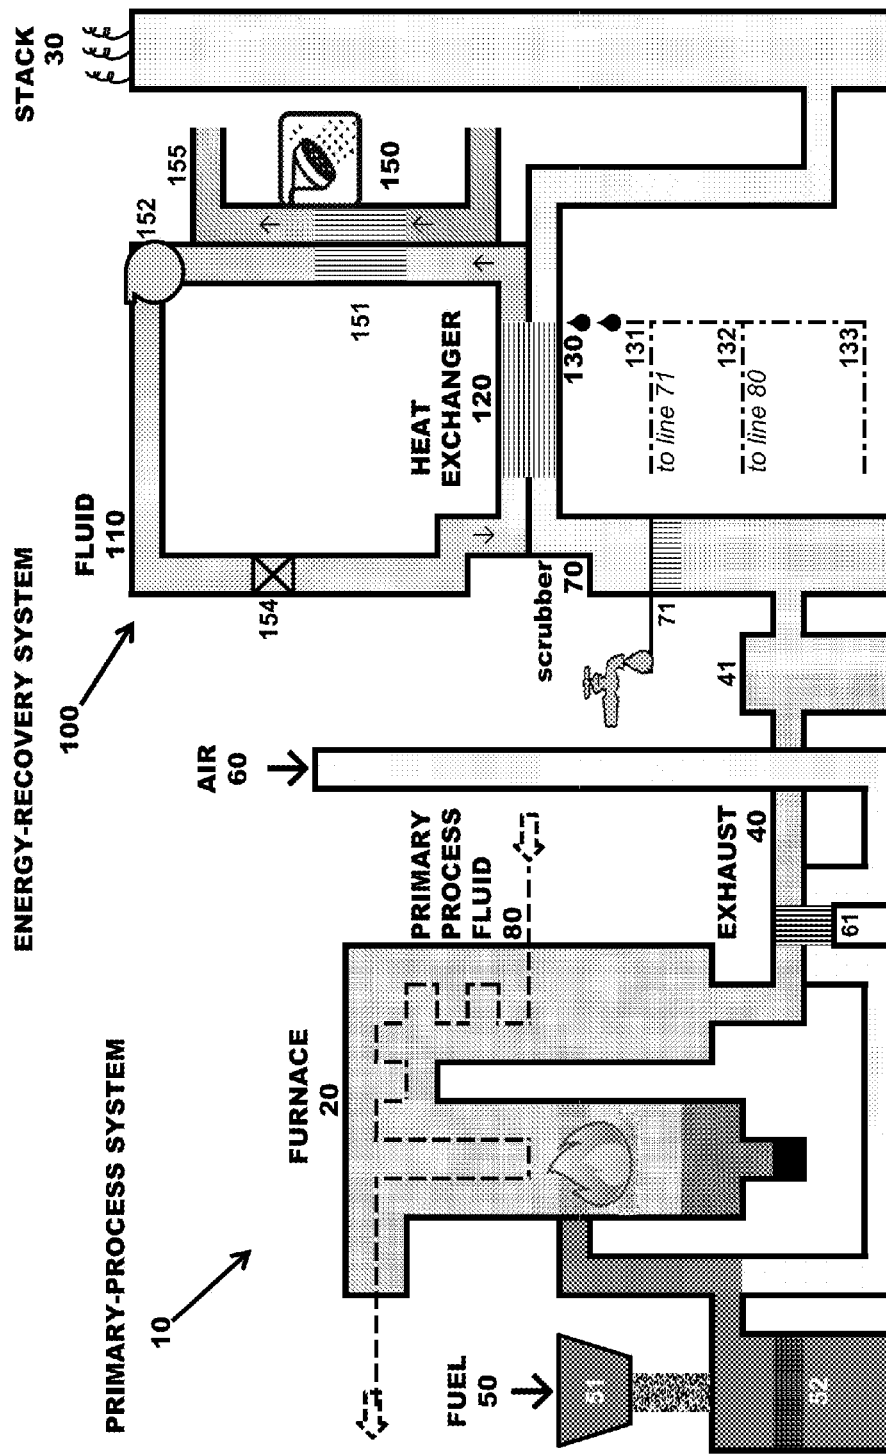 ENERGY-RECOVERY SYSTEM
100
PRIMARY-PROCESS SYSTEM
10
STACK
30
155
152
150
151
FLUID
110
154
HEAT
EXCHANGER
120
130
131
to line 71
132
to line 80
133
scrubber
70
71
41
AIR
60
PRIMARY
PROCESS
FLUID
80
EXHAUST
40
61
FURNACE
20
FUEL
50
51
52